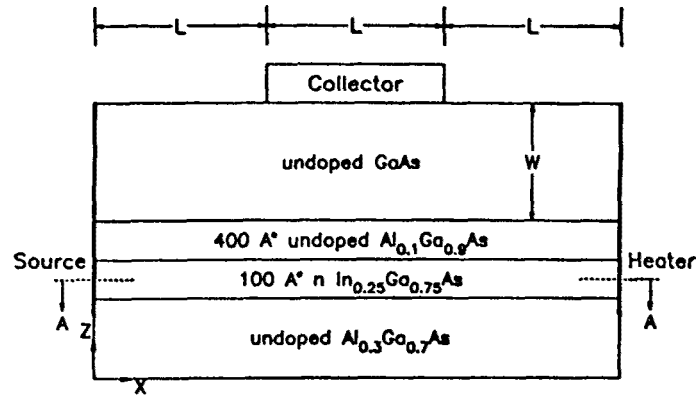 L L L
Collector
undoped GaAs
W
400 A° undoped Al0.1Ga0.9As
Source Heater
100 A° n In0.25Ga0.75As
A A
Z
undoped Al0.3Ga0.7As
X